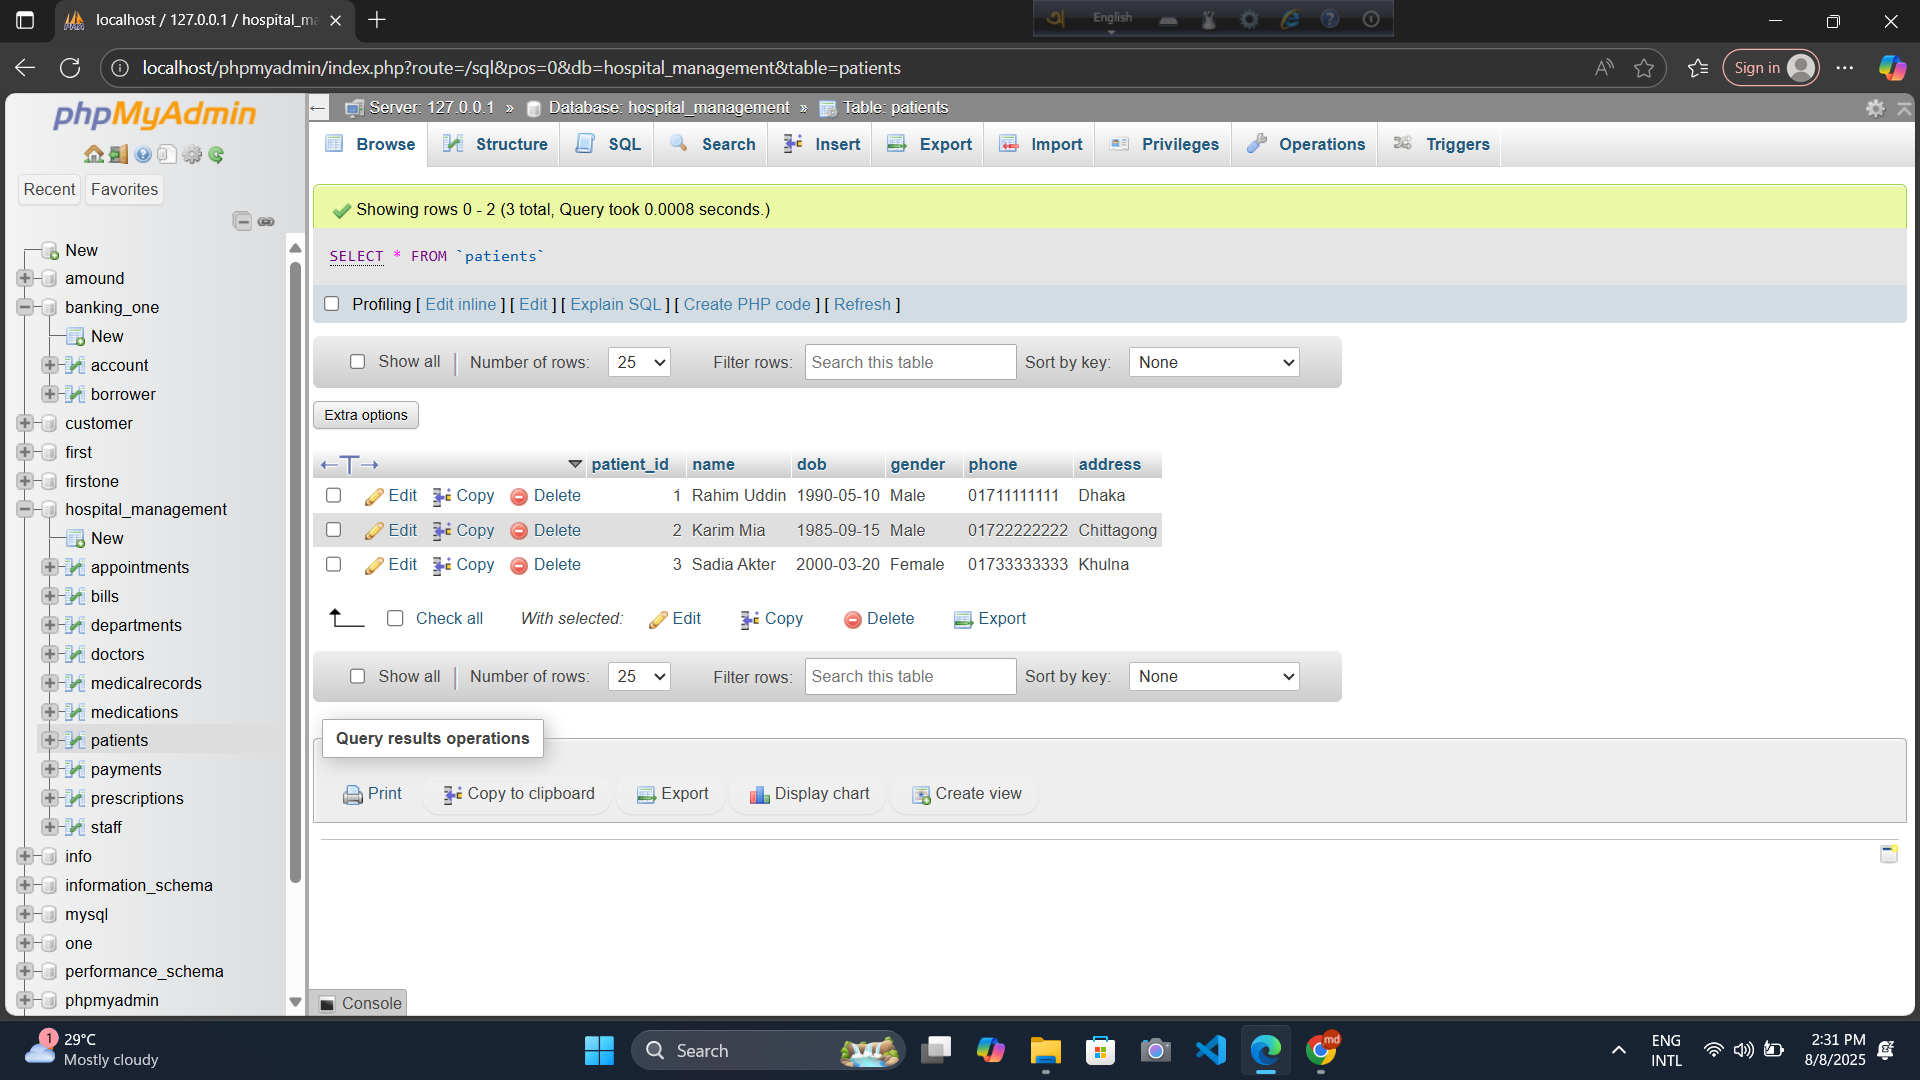 localhost / 127.0.0.1 / hospital_ma
English
localhost/phpmyadmin/index.php?route=/sql&pos=0&db=hospital_management&table=patients
Sign in
phpMyAdmin
Server: 127.0.0.1 » Database: hospital_management » Table: patients
Browse Structure SQL Search Insert Export Import Privileges Operations Triggers
Recent Favorites
New
amound
banking_one
New
account
borrower
customer
first
firstone
hospital_management
New
appointments
bills
departments
doctors
medicalrecords
medications
patients
payments
prescriptions
staff
info
information_schema
mysql
one
performance_schema
phpmyadmin
Showing rows 0 - 2 (3 total, Query took 0.0008 seconds.)
SELECT * FROM `patients`
Profiling [ Edit inline ] [ Edit ] [ Explain SQL ] [ Create PHP code ] [ Refresh ]
Show all Number of rows: 25 Filter rows: Search this table Sort by key: None
Extra options
patient_id name dob gender phone address
Edit Copy Delete 1 Rahim Uddin 1990-05-10 Male 01711111111 Dhaka
Edit Copy Delete 2 Karim Mia 1985-09-15 Male 01722222222 Chittagong
Edit Copy Delete 3 Sadia Akter 2000-03-20 Female 01733333333 Khulna
Check all With selected: Edit Copy Delete Export
Show all Number of rows: 25 Filter rows: Search this table Sort by key: None
Query results operations
Print Copy to clipboard Export Display chart Create view
Console
1
29°C
Mostly cloudy
Search
md
ENG
INTL
2:31 PM
8/8/2025